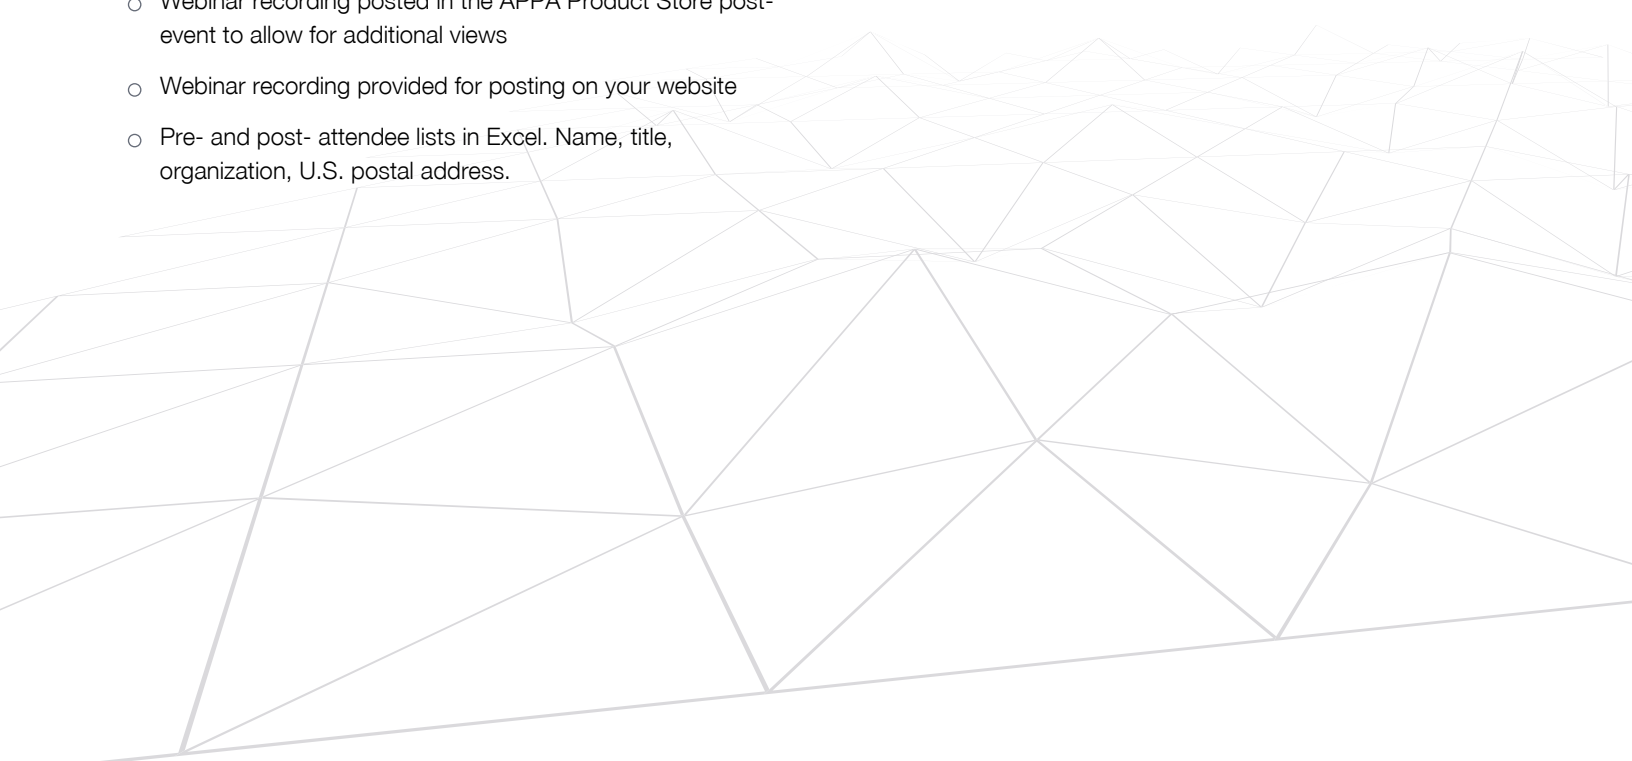 Webinar recording posted in the APPA Product Store post-
event to allow for additional views
Webinar recording provided for posting on your website
Pre- and post- attendee lists in Excel. Name, title,
organization, U.S. postal address.